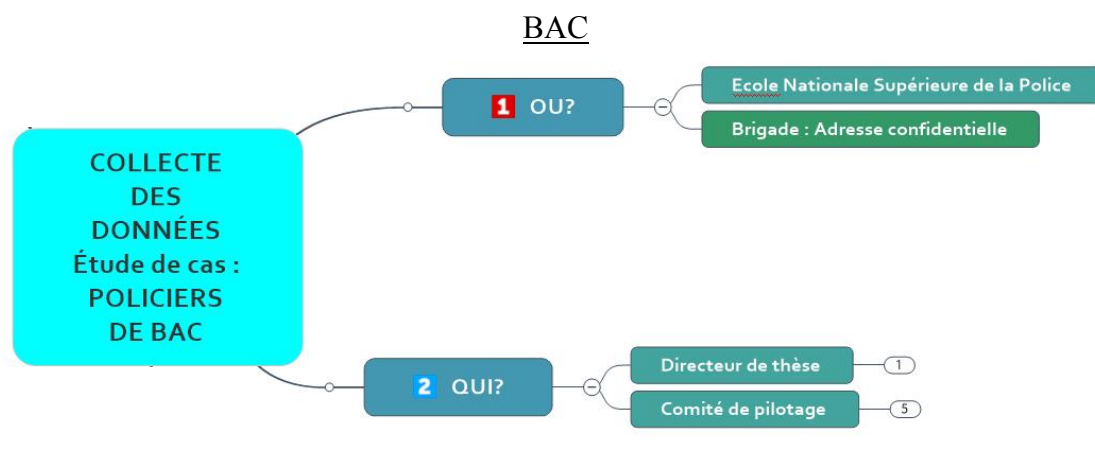 BAC
COLLECTE
DES
DONNÉES
Étude de cas :
POLICIERS
DE BAC
1 OU?
Ecole Nationale Supérieure de la Police
Brigade : Adresse confidentielle
2 QUI?
Directeur de thèse 1
Comité de pilotage 5